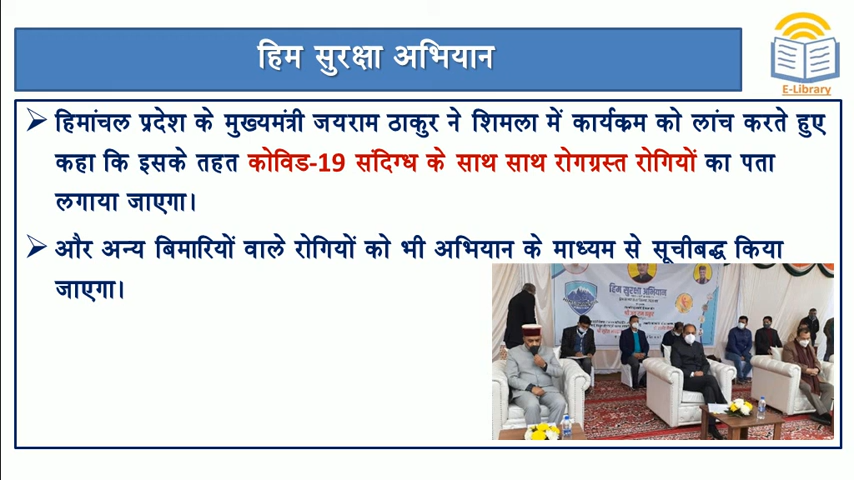 हिम सुरक्षा अभियान
E-Library
हिमांचल प्रदेश के मुख्यमंत्री जयराम ठाकुर ने शिमला में कार्यक्रम को लांच करते हुए
कहा कि इसके तहत कोविड-19 संदिग्ध के साथ साथ रोगग्रस्त रोगियों का पता
लगाया जाएगा।
और अन्य बिमारियों वाले रोगियों को भी अभियान के माध्यम से सूचीबद्ध किया
जाएगा।
हिम सुरक्षा अभियान